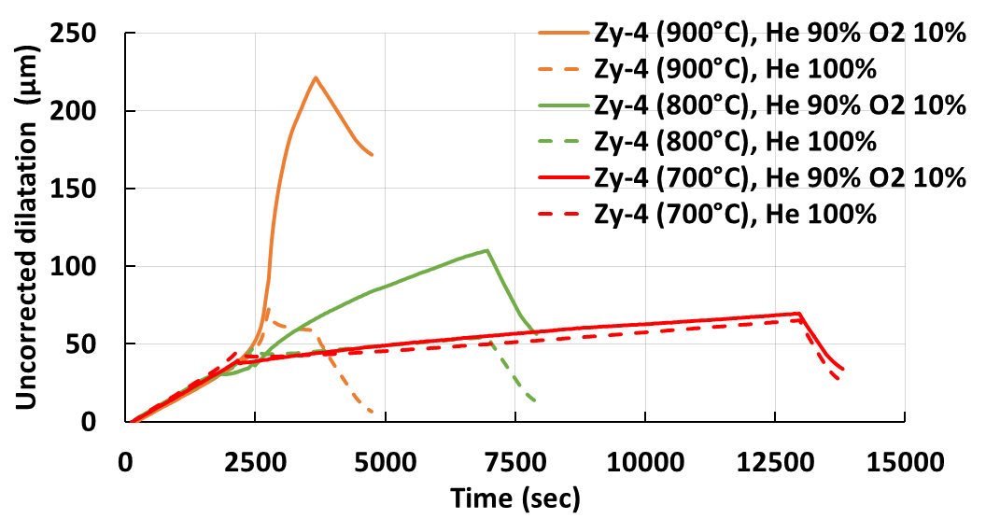 250
200
150
100
50
0
Uncorrected dilatation (μm)
Zy-4 (900°C), He 90% O2 10%
Zy-4 (900°C), He 100%
Zy-4 (800°C), He 90% O2 10%
Zy-4 (800°C), He 100%
Zy-4 (700°C), He 90% O2 10%
Zy-4 (700°C), He 100%
0 2500 5000 7500 10000 12500 15000
Time (sec)